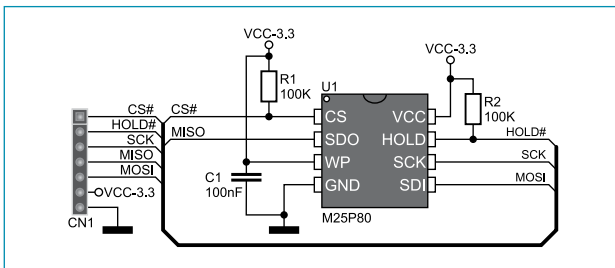 VCC-3.3
VCC-3.3
R1
100K
U1
R2
100K
CS#
HOLD#
SCK
MISO
MOSI
VCC-3.3
CN1
CS#
MISO
C1
100nF
CS
SDO
WP
GND
VCC
HOLD
SCK
SDI
M25P80
HOLD#
SCK
MOSI